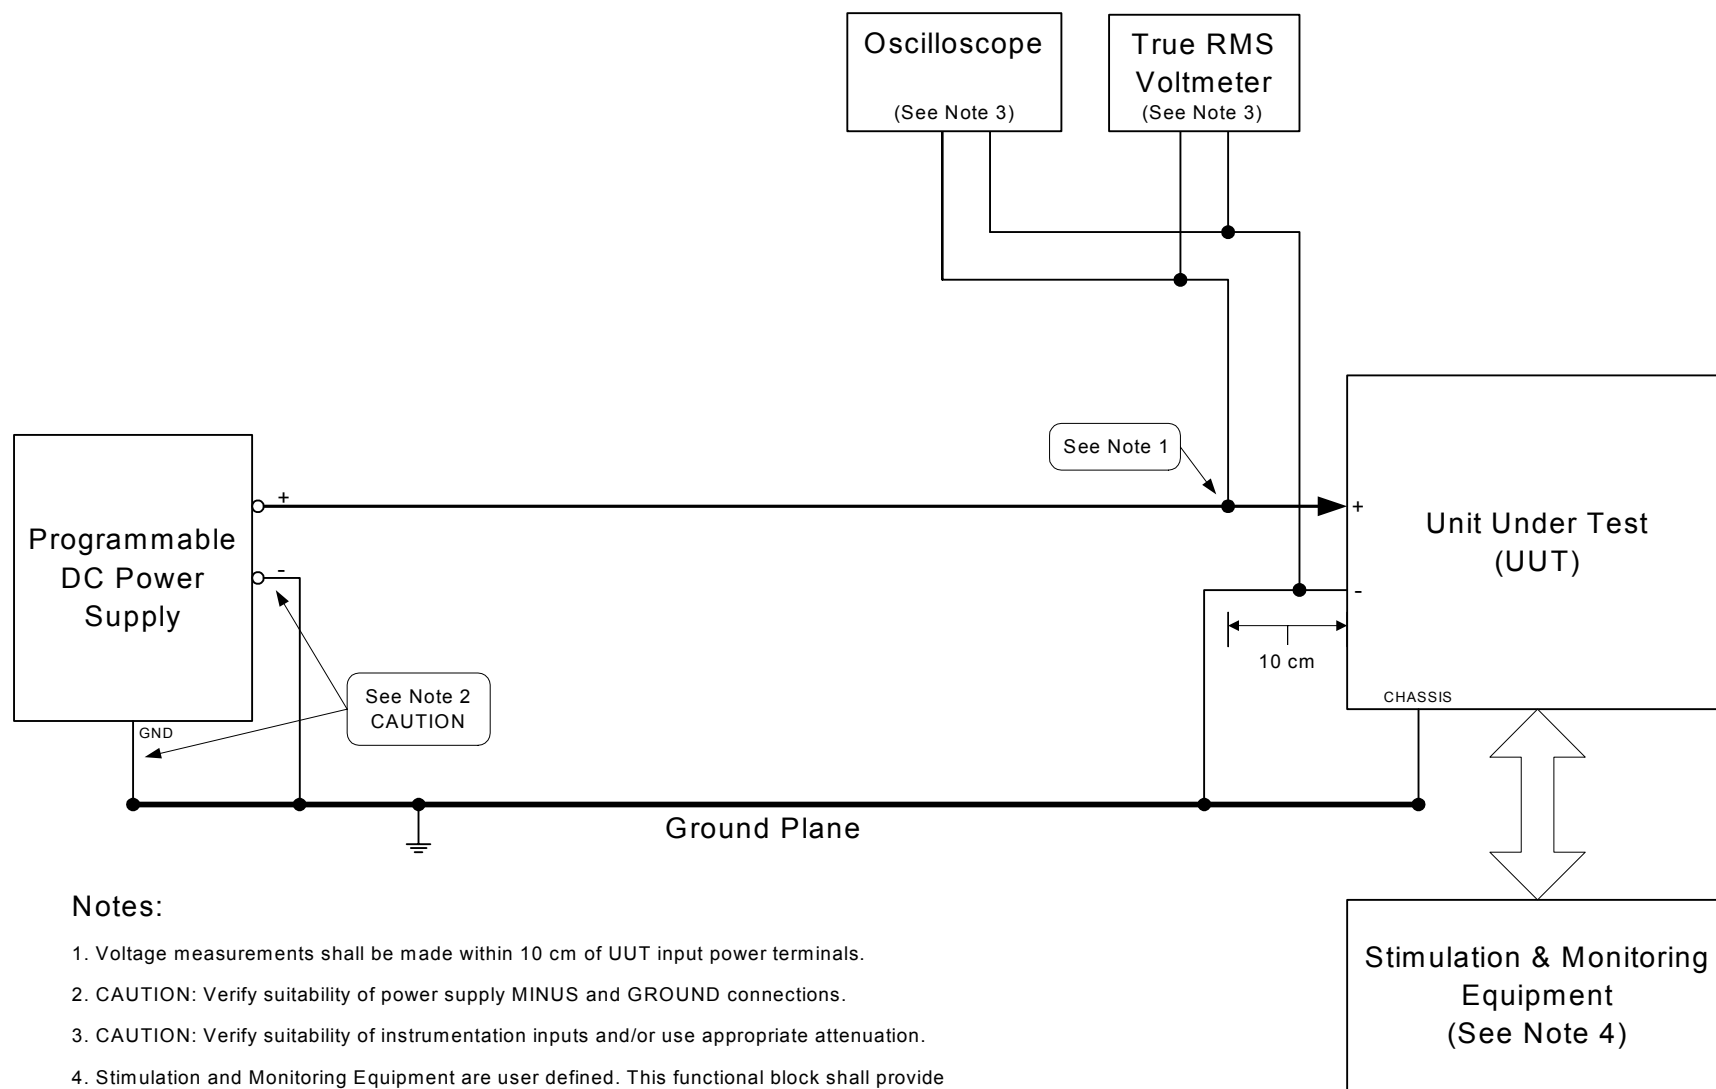 Oscilloscope
(See Note 3)
True RMS
Voltmeter
(See Note 3)
See Note 1
Programmable
DC Power
Supply
+
-
GND
See Note 2
CAUTION
+
Unit Under Test
(UUT)
-
10 cm
CHASSIS
Ground Plane
Stimulation & Monitoring
Equipment
(See Note 4)
Notes:
1. Voltage measurements shall be made within 10 cm of UUT input power terminals.
2. CAUTION: Verify suitability of power supply MINUS and GROUND connections.
3. CAUTION: Verify suitability of instrumentation inputs and/or use appropriate attenuation.
4. Stimulation and Monitoring Equipment are user defined. This functional block shall provide